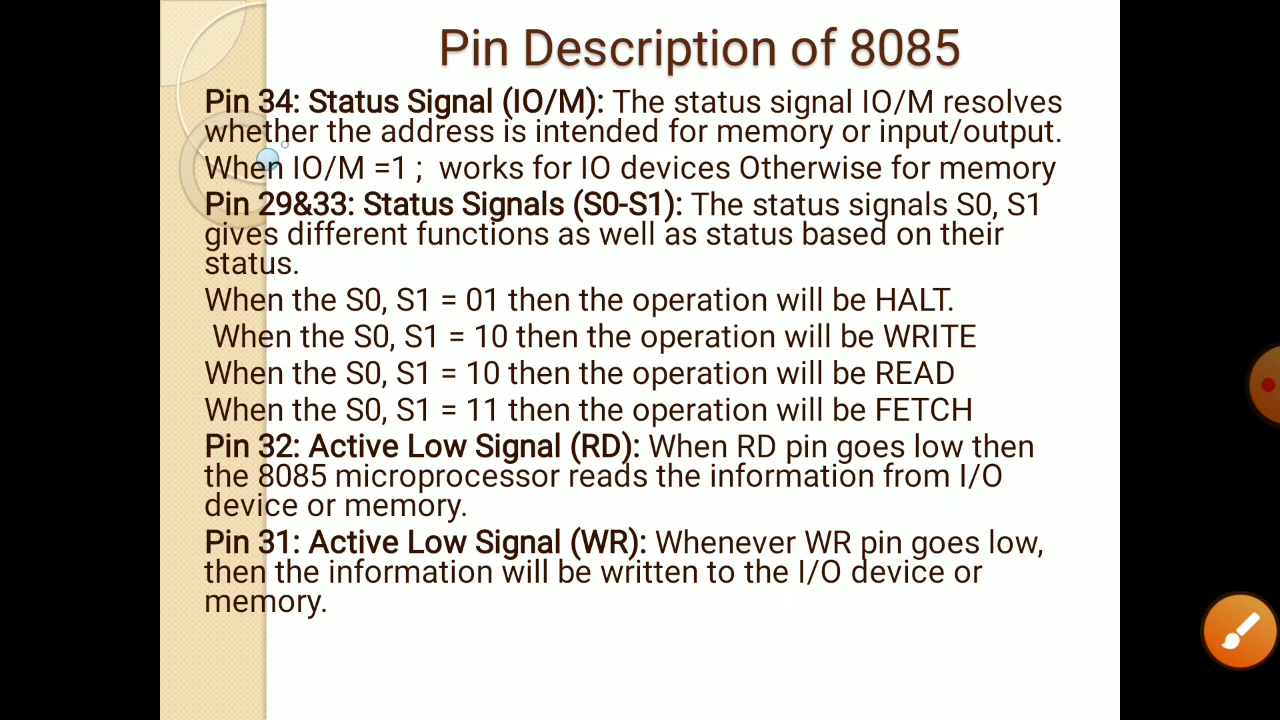 Pin Description of 8085
Pin 34: Status Signal (IO/M): The status signal IO/M resolves
whether the address is intended for memory or input/output.
When IO/M =1 ;  works for IO devices Otherwise for memory
Pin 29&33: Status Signals (S0-S1): The status signals S0, S1
gives different functions as well as status based on their
status.
When the S0, S1 = 01 then the operation will be HALT.
When the S0, S1 = 10 then the operation will be WRITE
When the S0, S1 = 10 then the operation will be READ
When the S0, S1 = 11 then the operation will be FETCH
Pin 32: Active Low Signal (RD): When RD pin goes low then
the 8085 microprocessor reads the information from I/O
device or memory.
Pin 31: Active Low Signal (WR): Whenever WR pin goes low,
then the information will be written to the I/O device or
memory.